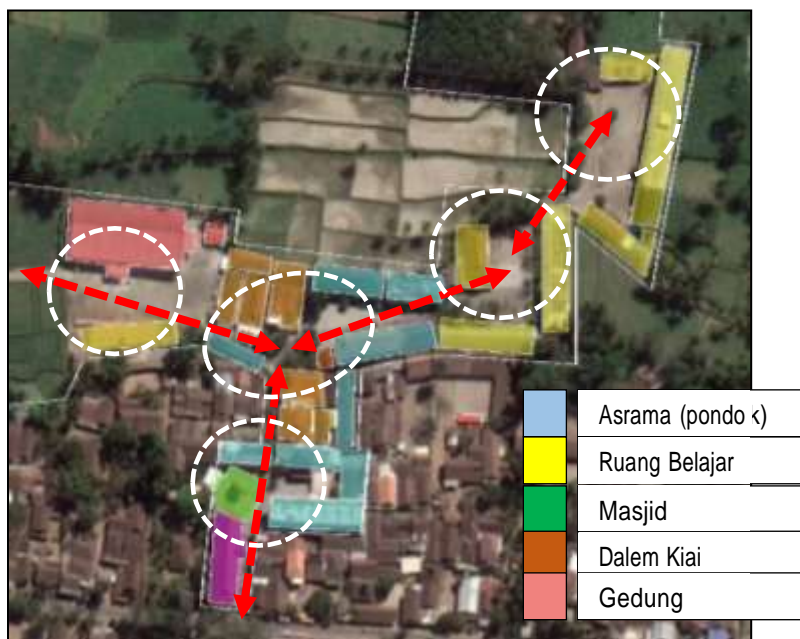 Asrama (pondok)
Ruang Belajar
Masjid
Dalem Kiai
Gedung